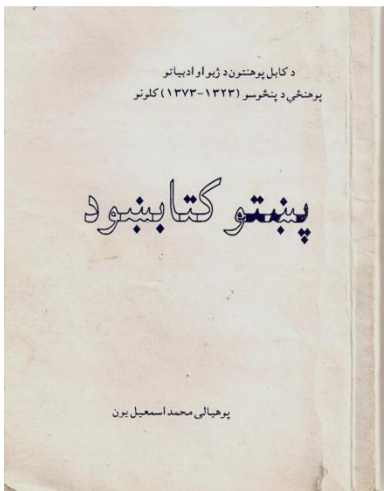 د کابل پوهنتون د ژبو او ادبیاتو
پوهنځي د پنځوسو (۱۳۲۳-۱۳۷۳) کلونو
پښتو کتابښود
پوهیالی محمد اسمعیل یون